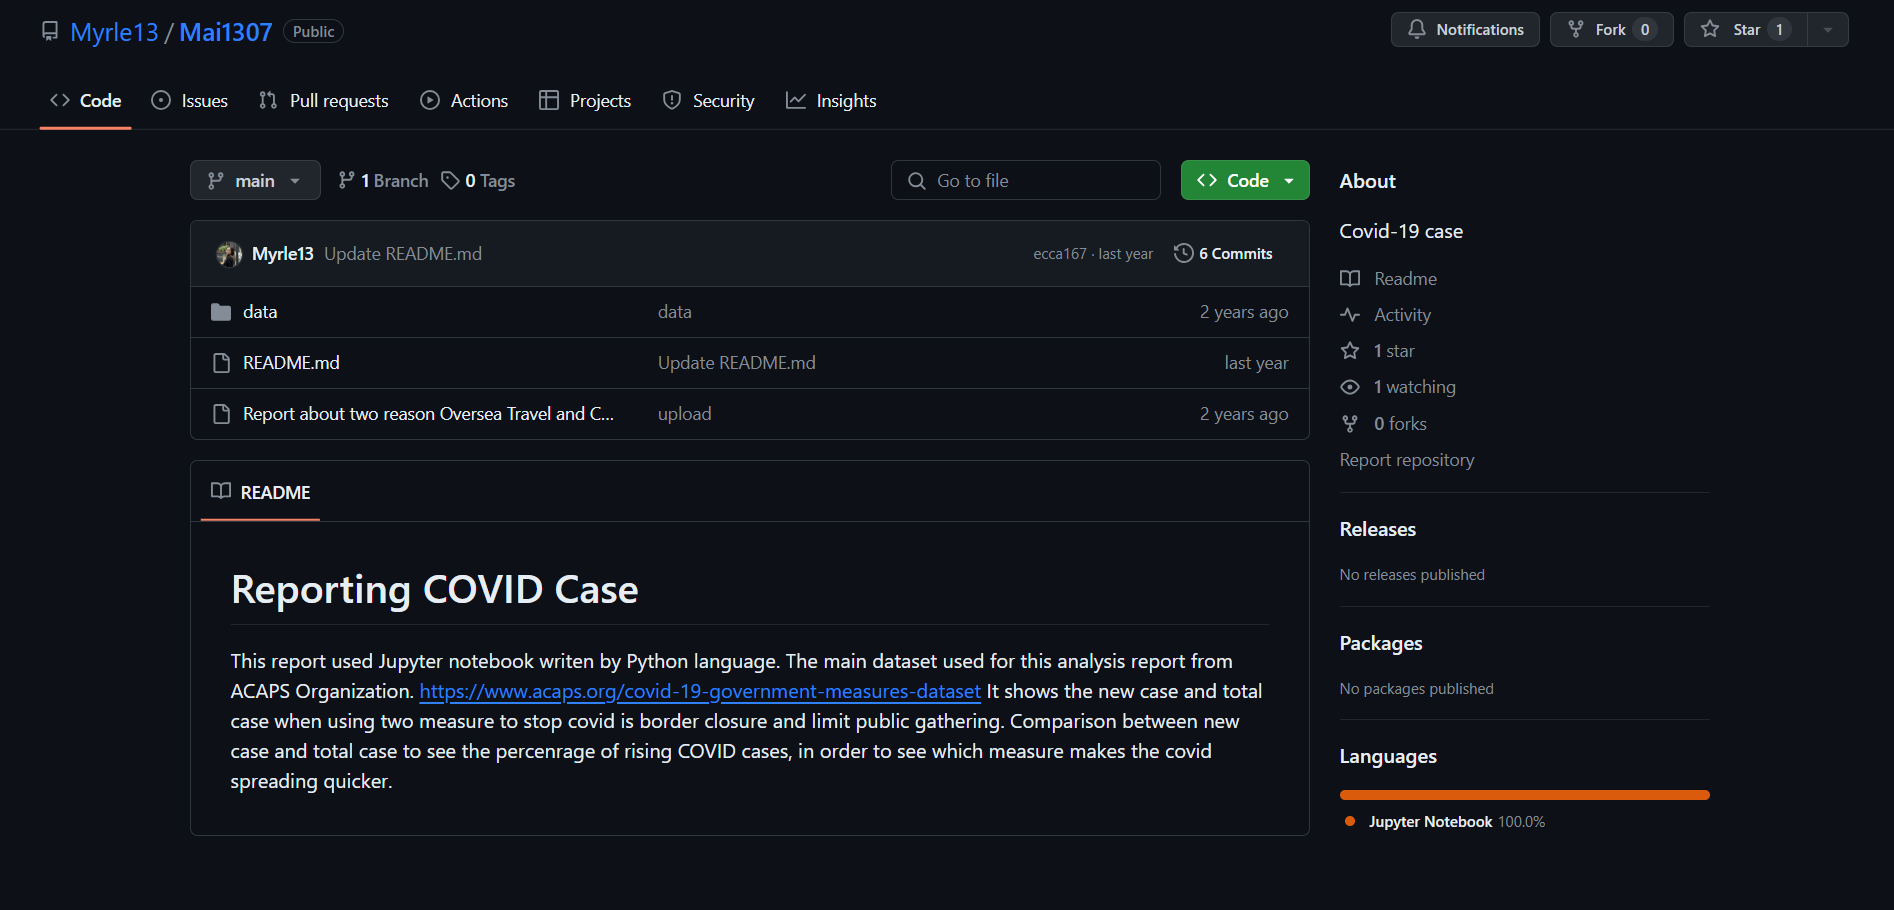 Myrle13 / Mai1307 Public
Notifications
Fork 0
Star 1
Code
Issues
Pull requests
Actions
Projects
Security
Insights
main
1 Branch
0 Tags
Go to file
Code
Myrle13 Update README.md
ecca167 · last year
6 Commits
data data 2 years ago
README.md Update README.md last year
Report about two reason Oversea Travel and C... upload 2 years ago
README
Reporting COVID Case
This report used Jupyter notebook writen by Python language. The main dataset used for this analysis report from
ACAPS Organization. https://www.acaps.org/covid-19-government-measures-dataset It shows the new case and total
case when using two measure to stop covid is border closure and limit public gathering. Comparison between new
case and total case to see the percenrage of rising COVID cases, in order to see which measure makes the covid
spreading quicker.
About
Covid-19 case
Readme
Activity
1 star
1 watching
0 forks
Report repository
Releases
No releases published
Packages
No packages published
Languages
Jupyter Notebook 100.0%